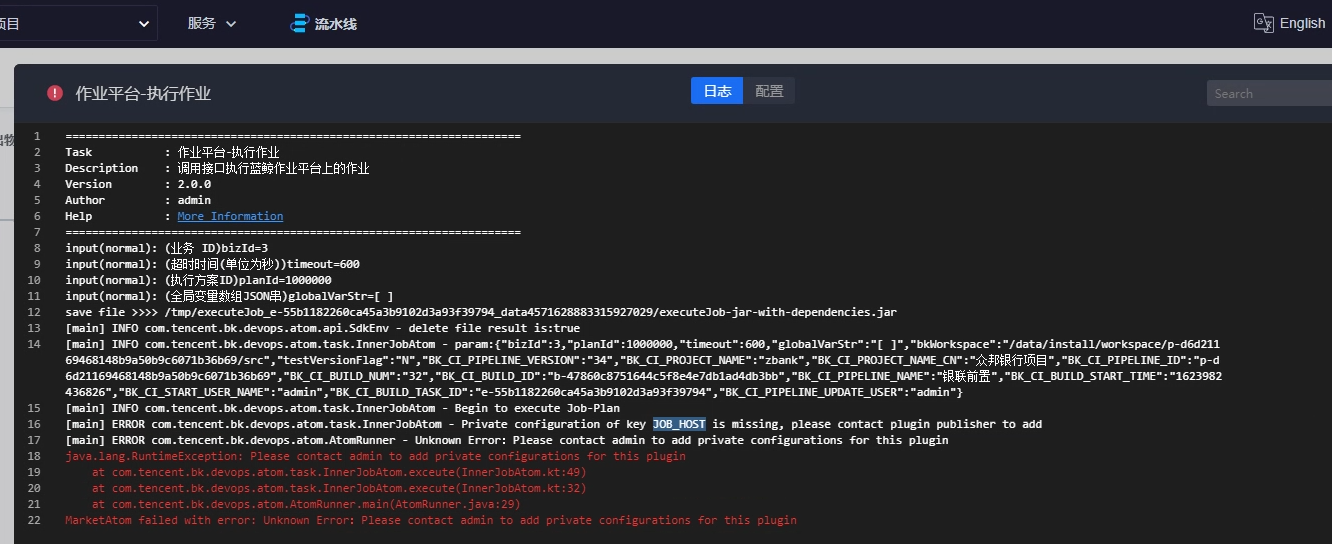 项目
服务
流水线
English
作业平台-执行作业
日志
配置
Search
出物
1 ======================================================================
2 Task : 作业平台-执行作业
3 Description : 调用接口执行蓝鲸作业平台上的作业
4 Version : 2.0.0
5 Author : admin
6 Help : More Information
7 ======================================================================
8 input(normal): (业务 ID)bizId=3
9 input(normal): (超时时间(单位为秒))timeout=600
10 input(normal): (执行方案ID)planId=1000000
11 input(normal): (全局变量数组JSON串)globalVarStr=[ ]
12 save file >>>> /tmp/executeJob_e-55b1182260ca45a3b9102d3a93f39794_data4571628883315927029/executeJob-jar-with-dependencies.jar
13 [main] INFO com.tencent.bk.devops.atom.api.SdkEnv - delete file result is:true
14 [main] INFO com.tencent.bk.devops.atom.task.InnerJobAtom - param:{"bizId":3,"planId":1000000,"timeout":600,"globalVarStr":"[ ]","bkWorkspace":"/data/install/workspace/p-d6d211
69468148b9a50b9c6071b36b69/src","testVersionFlag":"N","BK_CI_PIPELINE_VERSION":"34","BK_CI_PROJECT_NAME":"zbank","BK_CI_PROJECT_NAME_CN":"众邦银行项目","BK_CI_PIPELINE_ID":"p-d
6d21169468148b9a50b9c6071b36b69","BK_CI_BUILD_NUM":"32","BK_CI_BUILD_ID":"b-47860c8751644c5f8e4e7db1ad4db3bb","BK_CI_PIPELINE_NAME":"银联前置","BK_CI_BUILD_START_TIME":"1623982
436826","BK_CI_START_USER_NAME":"admin","BK_CI_BUILD_TASK_ID":"e-55b1182260ca45a3b9102d3a93f39794","BK_CI_PIPELINE_UPDATE_USER":"admin"}
15 [main] INFO com.tencent.bk.devops.atom.task.InnerJobAtom - Begin to execute Job-Plan
16 [main] ERROR com.tencent.bk.devops.atom.task.InnerJobAtom - Private configuration of key JOB_HOST is missing, please contact plugin publisher to add
17 [main] ERROR com.tencent.bk.devops.atom.AtomRunner - Unknown Error: Please contact admin to add private configurations for this plugin
18 java.lang.RuntimeException: Please contact admin to add private configurations for this plugin
19 at com.tencent.bk.devops.atom.task.InnerJobAtom.exceute(InnerJobAtom.kt:49)
20 at com.tencent.bk.devops.atom.task.InnerJobAtom.execute(InnerJobAtom.kt:32)
21 at com.tencent.bk.devops.atom.AtomRunner.main(AtomRunner.java:29)
22 MarketAtom failed with error: Unknown Error: Please contact admin to add private configurations for this plugin